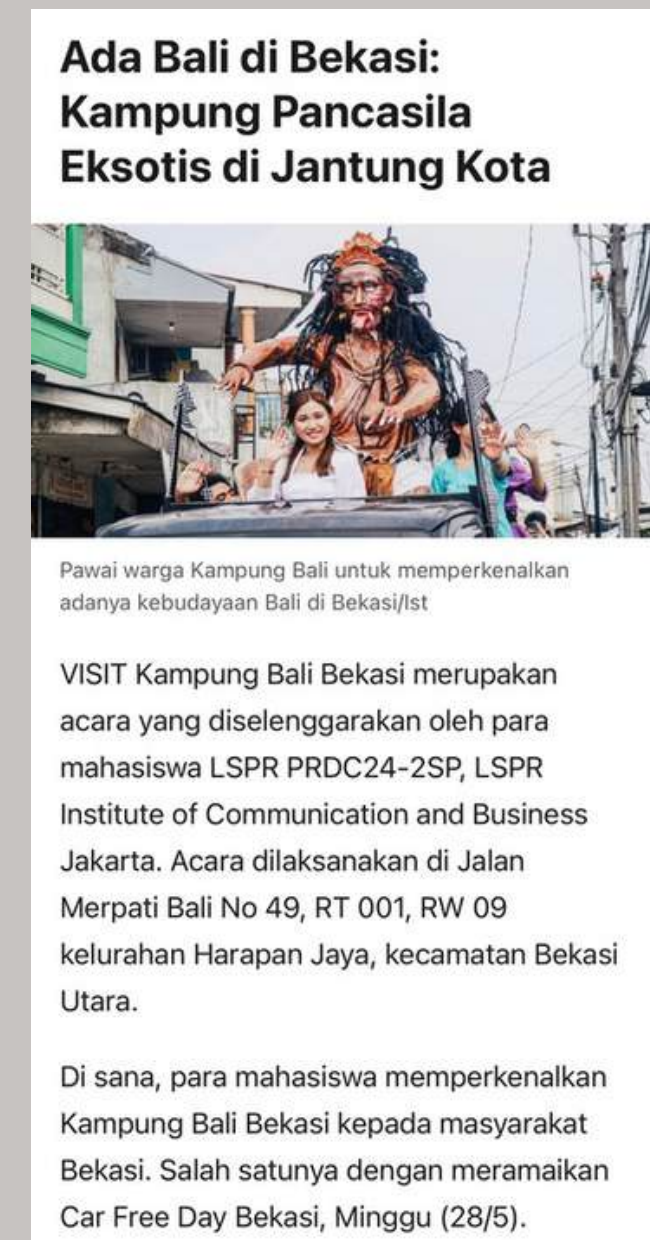 Ada Bali di Bekasi:
Kampung Pancasila
Eksotis di Jantung Kota
Pawai warga Kampung Bali untuk memperkenalkan
adanya kebudayaan Bali di Bekasi/Ist
VISIT Kampung Bali Bekasi merupakan
acara yang diselenggarakan oleh para
mahasiswa LSPR PRDC24-2SP, LSPR
Institute of Communication and Business
Jakarta. Acara dilaksanakan di Jalan
Merpati Bali No 49, RT 001, RW 09
kelurahan Harapan Jaya, kecamatan Bekasi
Utara.
Di sana, para mahasiswa memperkenalkan
Kampung Bali Bekasi kepada masyarakat
Bekasi. Salah satunya dengan meramaikan
Car Free Day Bekasi, Minggu (28/5).